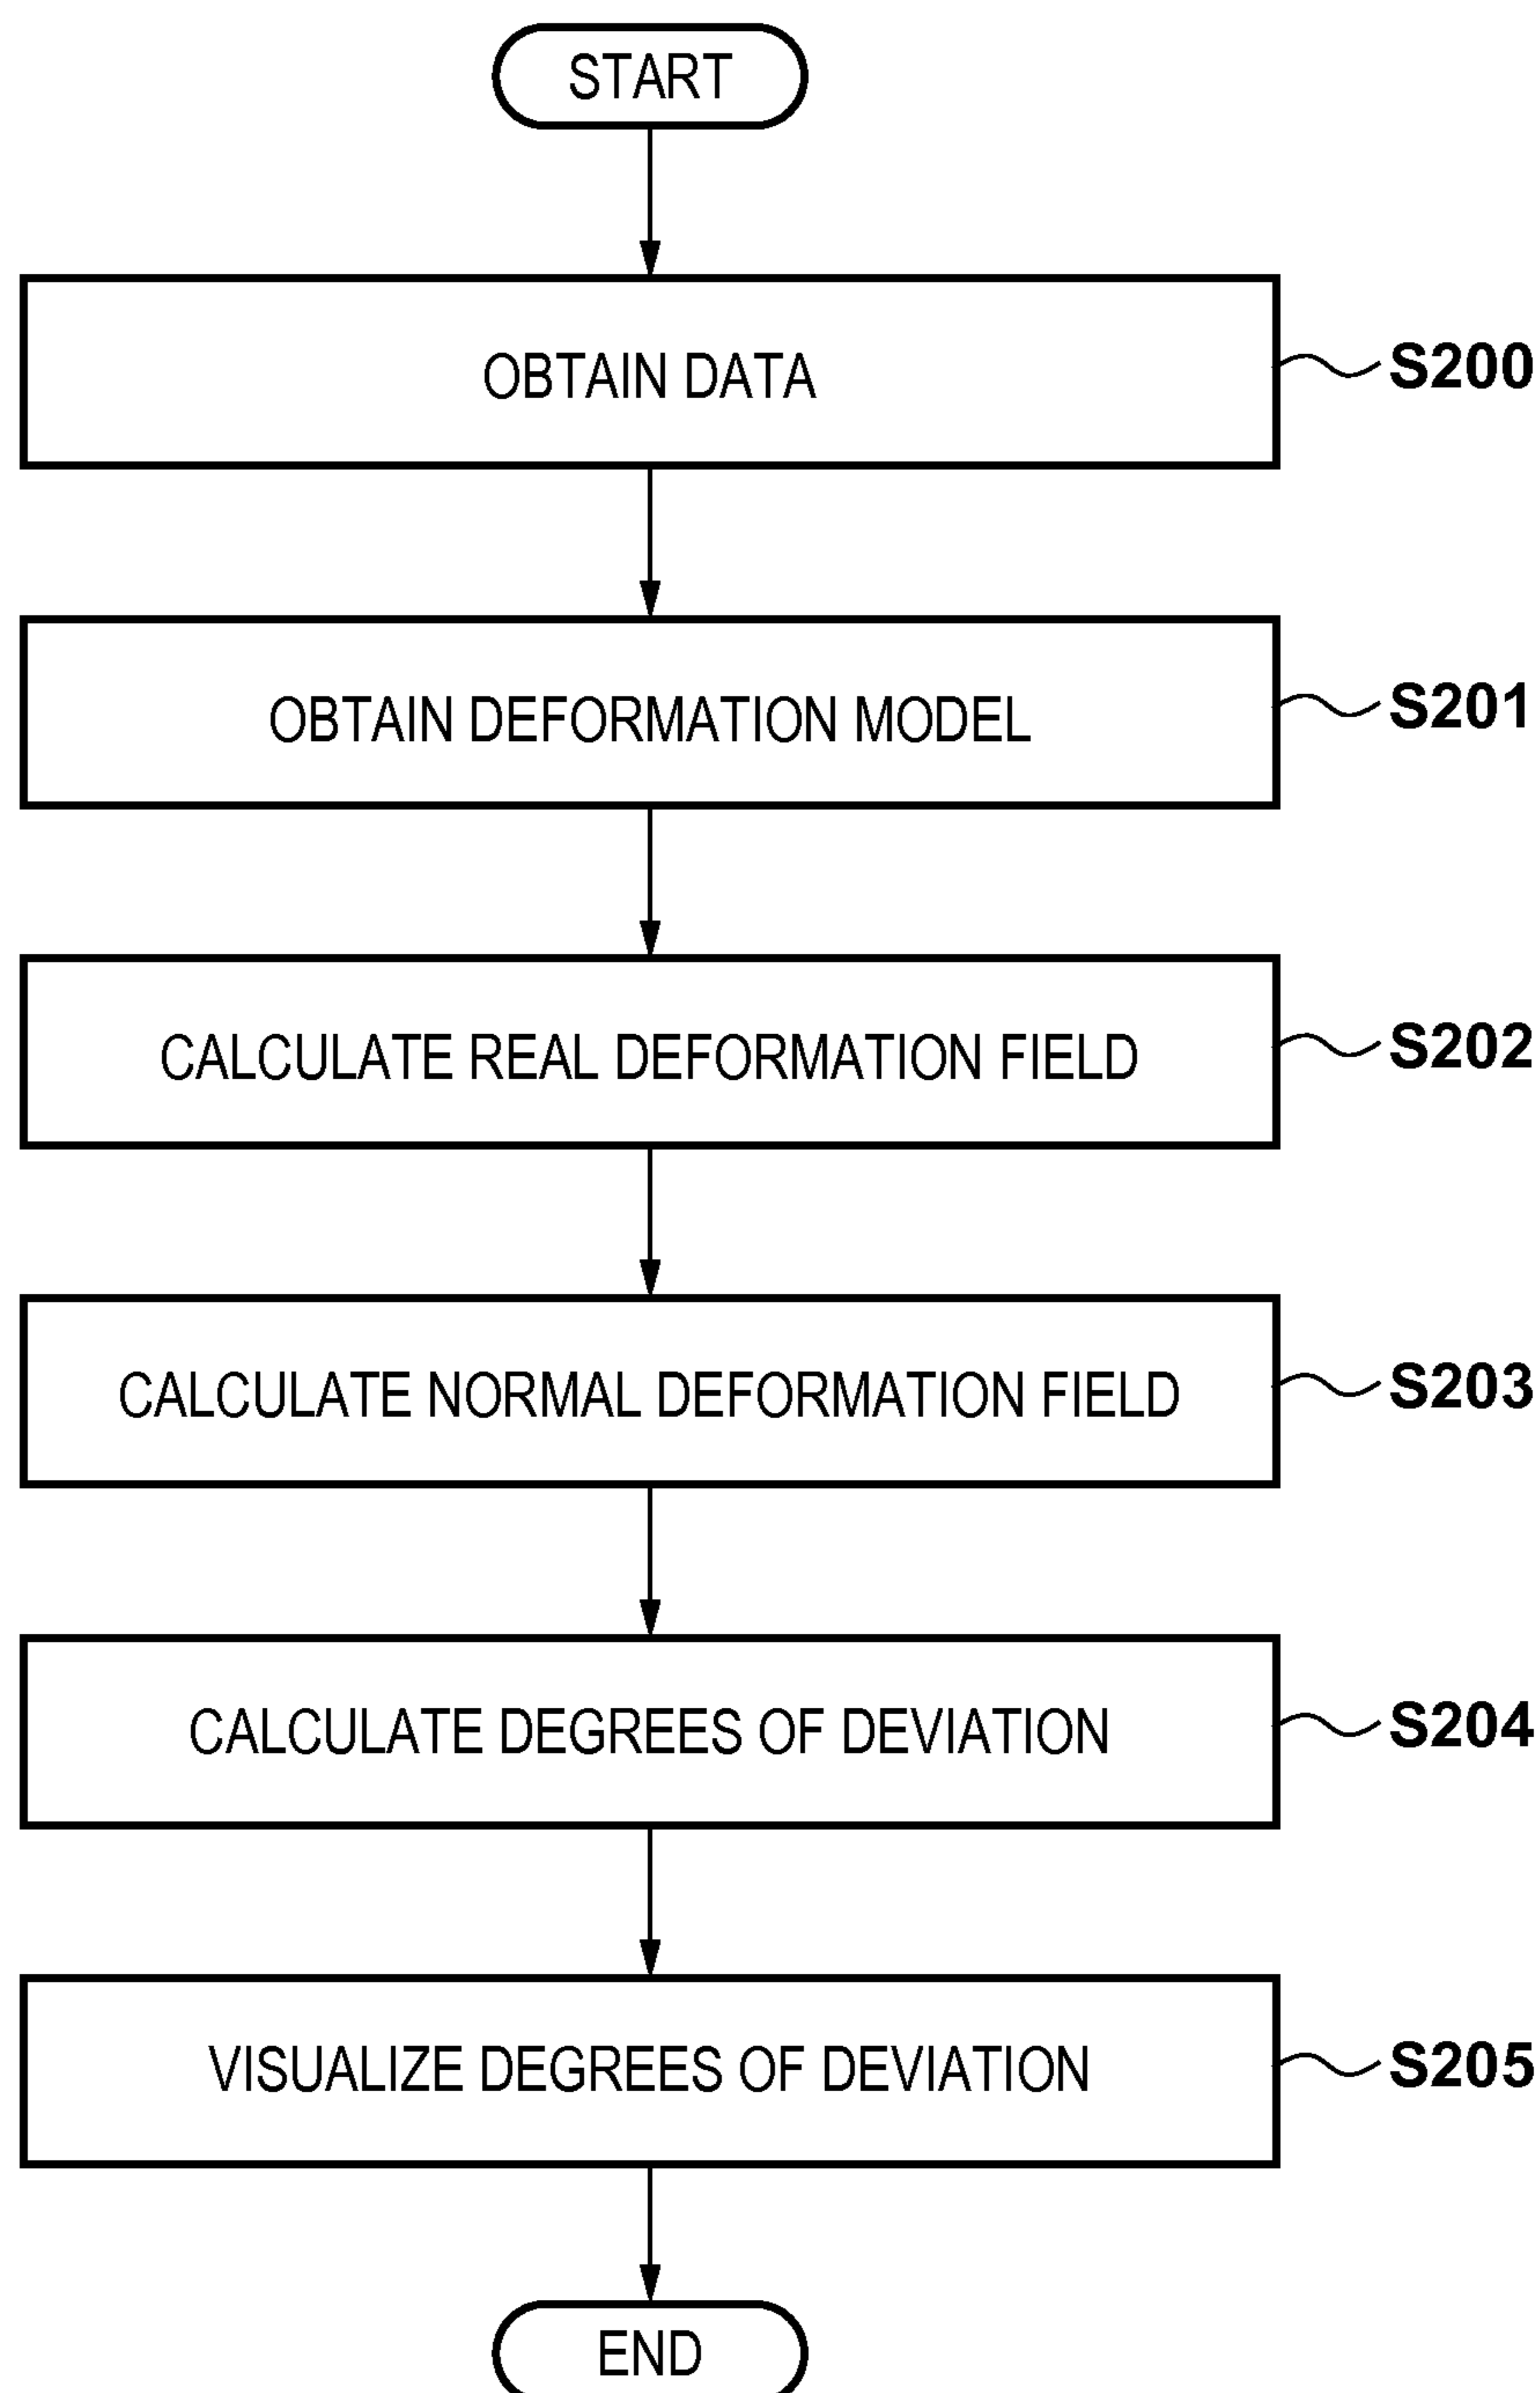 START
OBTAIN DATA
S200
OBTAIN DEFORMATION MODEL
S201
CALCULATE REAL DEFORMATION FIELD
S202
CALCULATE NORMAL DEFORMATION FIELD
S203
CALCULATE DEGREES OF DEVIATION
S204
VISUALIZE DEGREES OF DEVIATION
S205
END